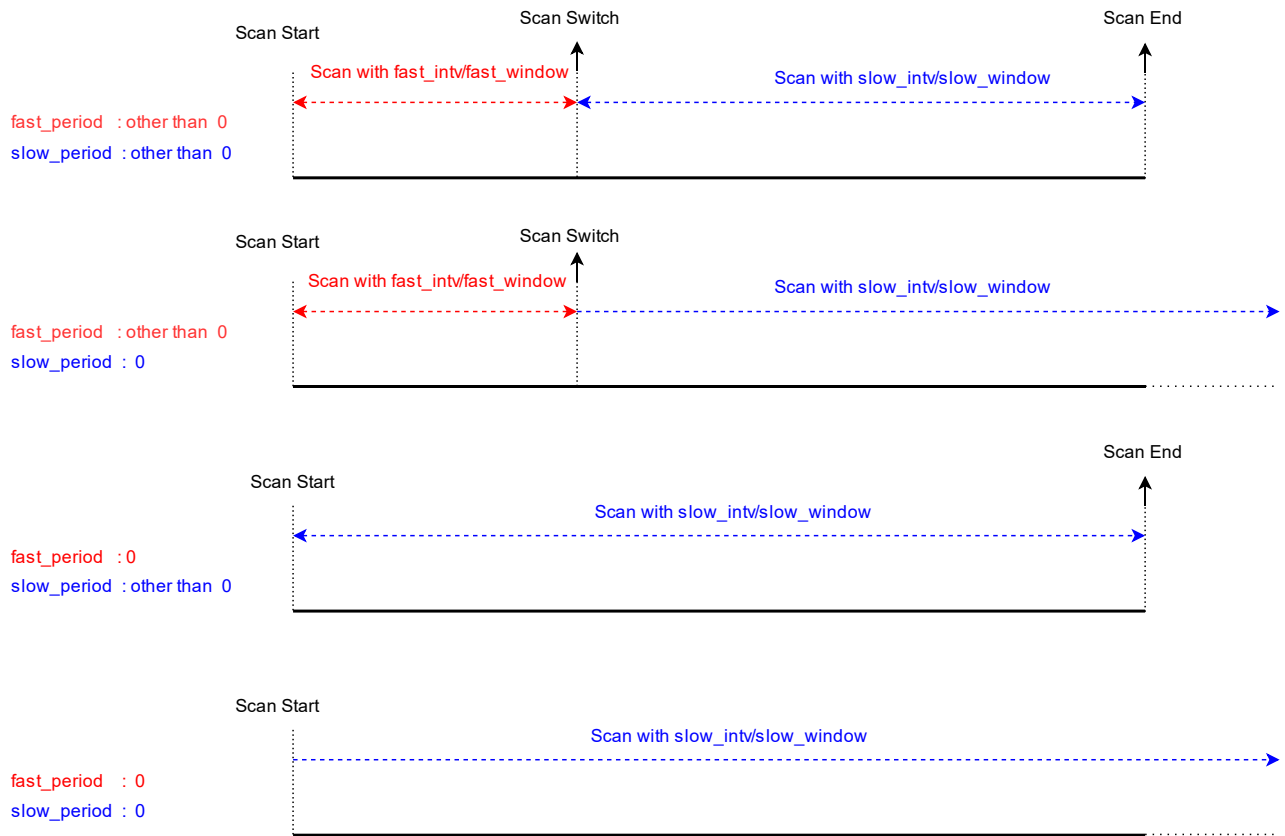 Scan Start
Scan Switch
Scan End
Scan with fast_intv/fast_window
Scan with slow_intv/slow_window
fast_period : other than 0
slow_period : other than 0
Scan Start
Scan Switch
Scan with fast_intv/fast_window
Scan with slow_intv/slow_window
fast_period : other than 0
slow_period : 0
Scan Start
Scan End
Scan with slow_intv/slow_window
fast_period : 0
slow_period : other than 0
Scan Start
Scan with slow_intv/slow_window
fast_period : 0
slow_period : 0